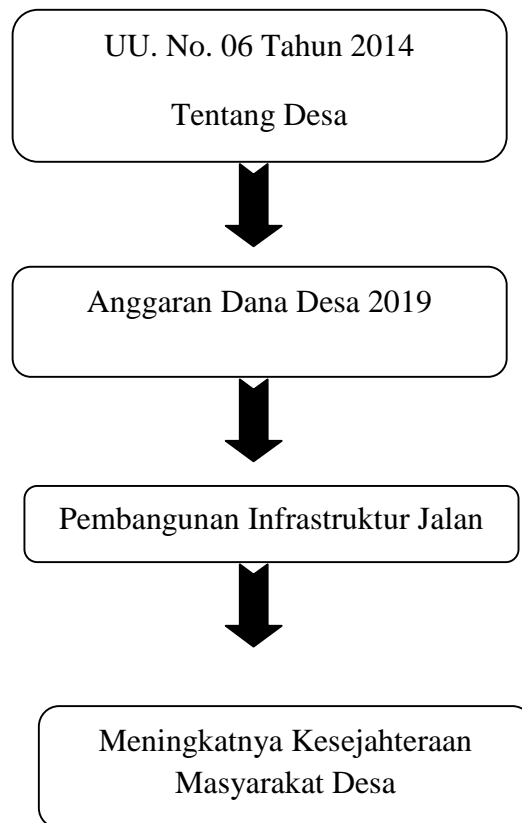 UU. No. 06 Tahun 2014
Tentang Desa
Anggaran Dana Desa 2019
Pembangunan Infrastruktur Jalan
Meningkatnya Kesejahteraan
Masyarakat Desa